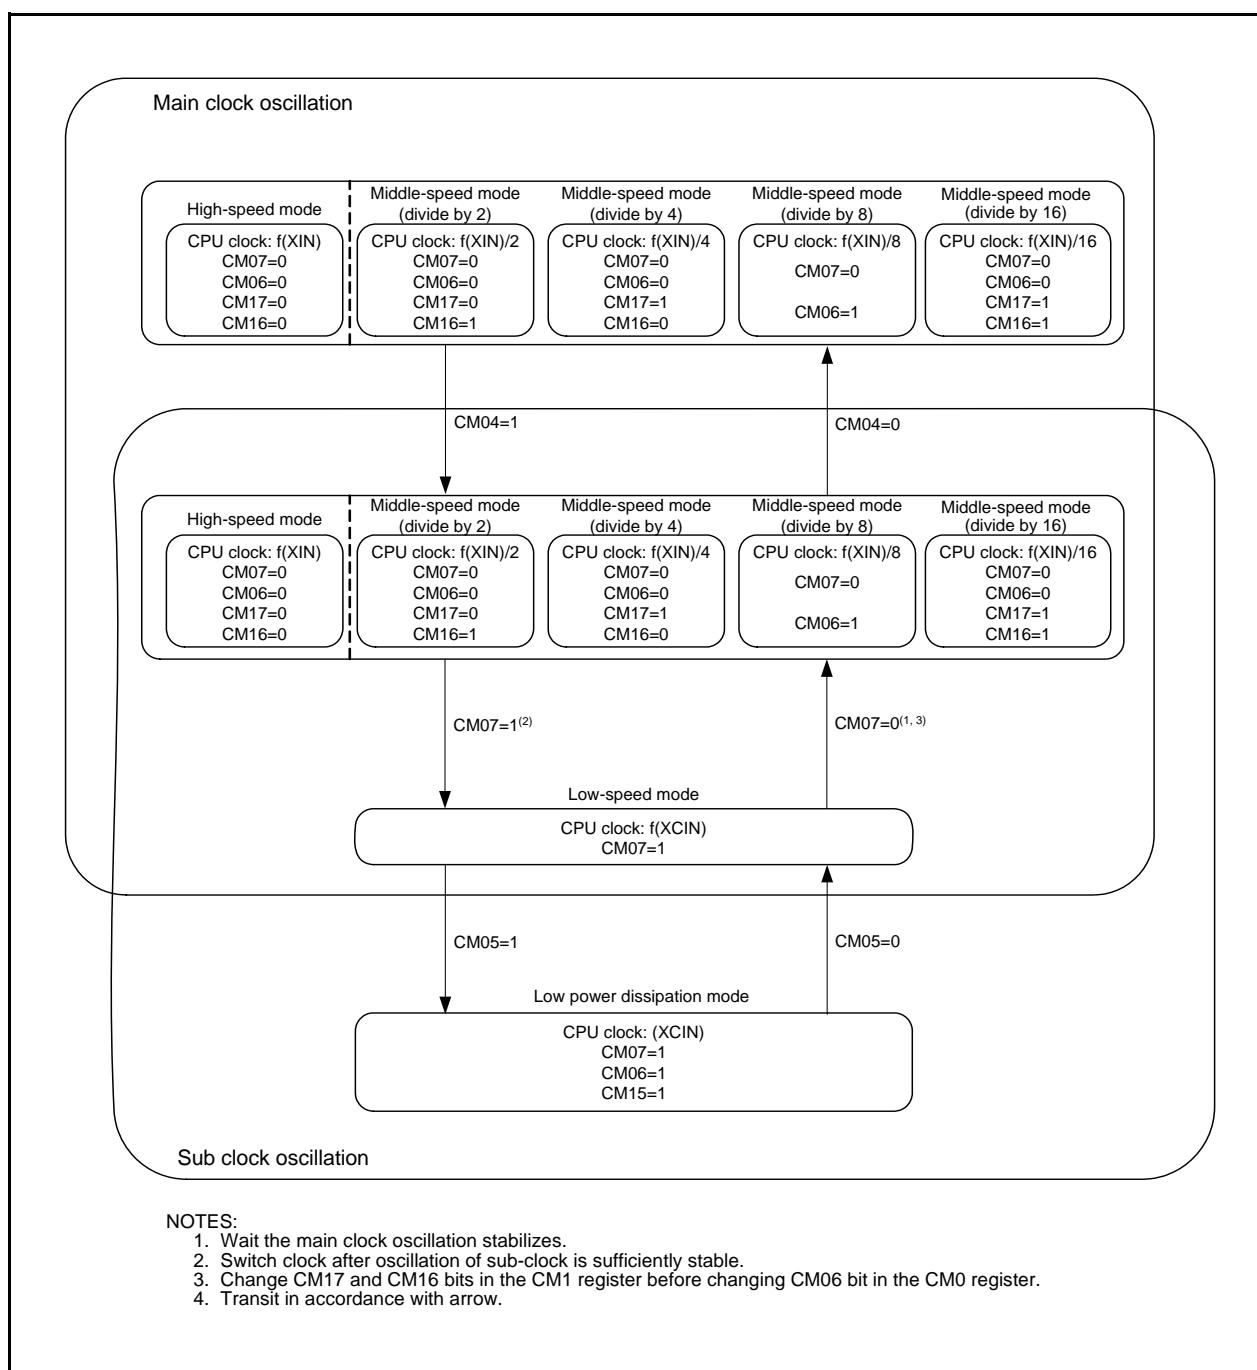 Main clock oscillation
High-speed mode
Middle-speed mode
(divide by 2)
Middle-speed mode
(divide by 4)
Middle-speed mode
(divide by 8)
Middle-speed mode
(divide by 16)
CPU clock: f(XIN)
CM07=0
CM06=0
CM17=0
CM16=0
CPU clock: f(XIN)/2
CM07=0
CM06=0
CM17=0
CM16=1
CPU clock: f(XIN)/4
CM07=0
CM06=0
CM17=1
CM16=0
CPU clock: f(XIN)/8
CM07=0
CM06=1
CPU clock: f(XIN)/16
CM07=0
CM06=0
CM17=1
CM16=1
CM04=1
CM04=0
High-speed mode
Middle-speed mode
(divide by 2)
Middle-speed mode
(divide by 4)
Middle-speed mode
(divide by 8)
Middle-speed mode
(divide by 16)
CPU clock: f(XIN)
CM07=0
CM06=0
CM17=0
CM16=0
CPU clock: f(XIN)/2
CM07=0
CM06=0
CM17=0
CM16=1
CPU clock: f(XIN)/4
CM07=0
CM06=0
CM17=1
CM16=0
CPU clock: f(XIN)/8
CM07=0
CM06=1
CPU clock: f(XIN)/16
CM07=0
CM06=0
CM17=1
CM16=1
CM07=1(2)
CM07=0(1, 3)
Low-speed mode
CPU clock: f(XCIN)
CM07=1
CM05=1
CM05=0
Low power dissipation mode
CPU clock: (XCIN)
CM07=1
CM06=1
CM15=1
Sub clock oscillation
NOTES:
1. Wait the main clock oscillation stabilizes.
2. Switch clock after oscillation of sub-clock is sufficiently stable.
3. Change CM17 and CM16 bits in the CM1 register before changing CM06 bit in the CM0 register.
4. Transit in accordance with arrow.